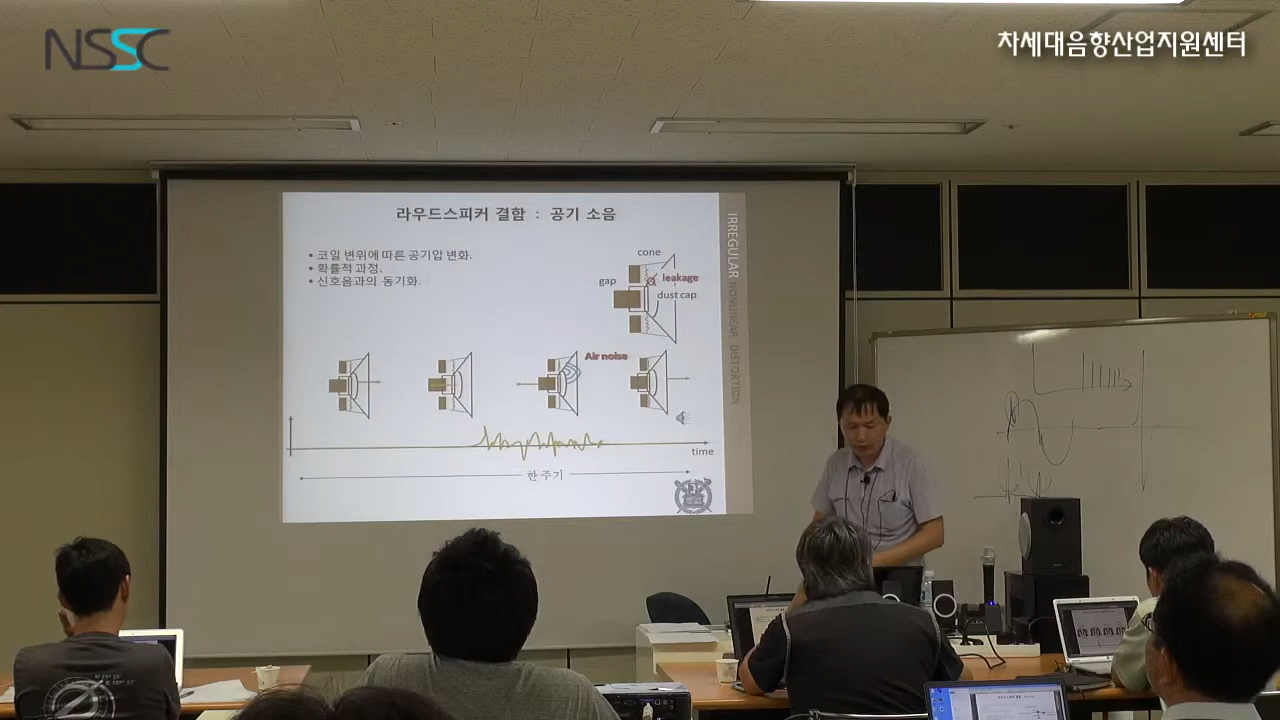 NSSC
차세대음향산업지원센터
라우드스피커 결함 : 공기 소음
• 코일 변위에 따른 공기압 변화.
• 확률적 과정.
• 신호음과의 동기화.
cone
gap
leakage
dust cap
Air noise
time
한 주기
IRREGULAR NONLINEAR DISTORTION